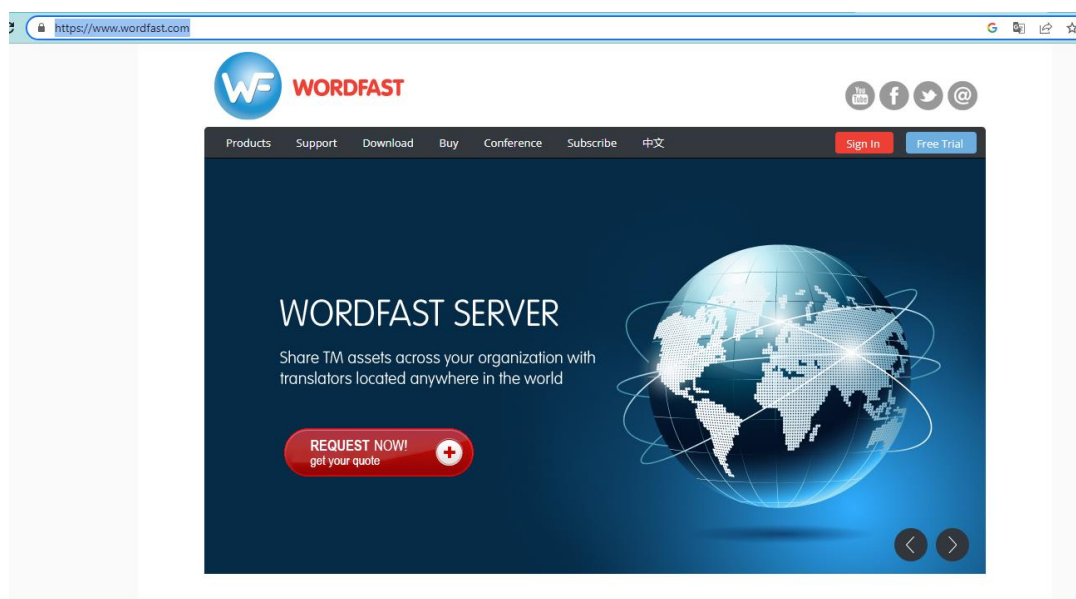 https://www.wordfast.com
WF WORDFAST
You
Tube
Products Support Download Buy Conference Subscribe 中文 Sign In Free Trial
WORDFAST SERVER
Share TM assets across your organization with
translators located anywhere in the world
REQUEST NOW!
get your quote